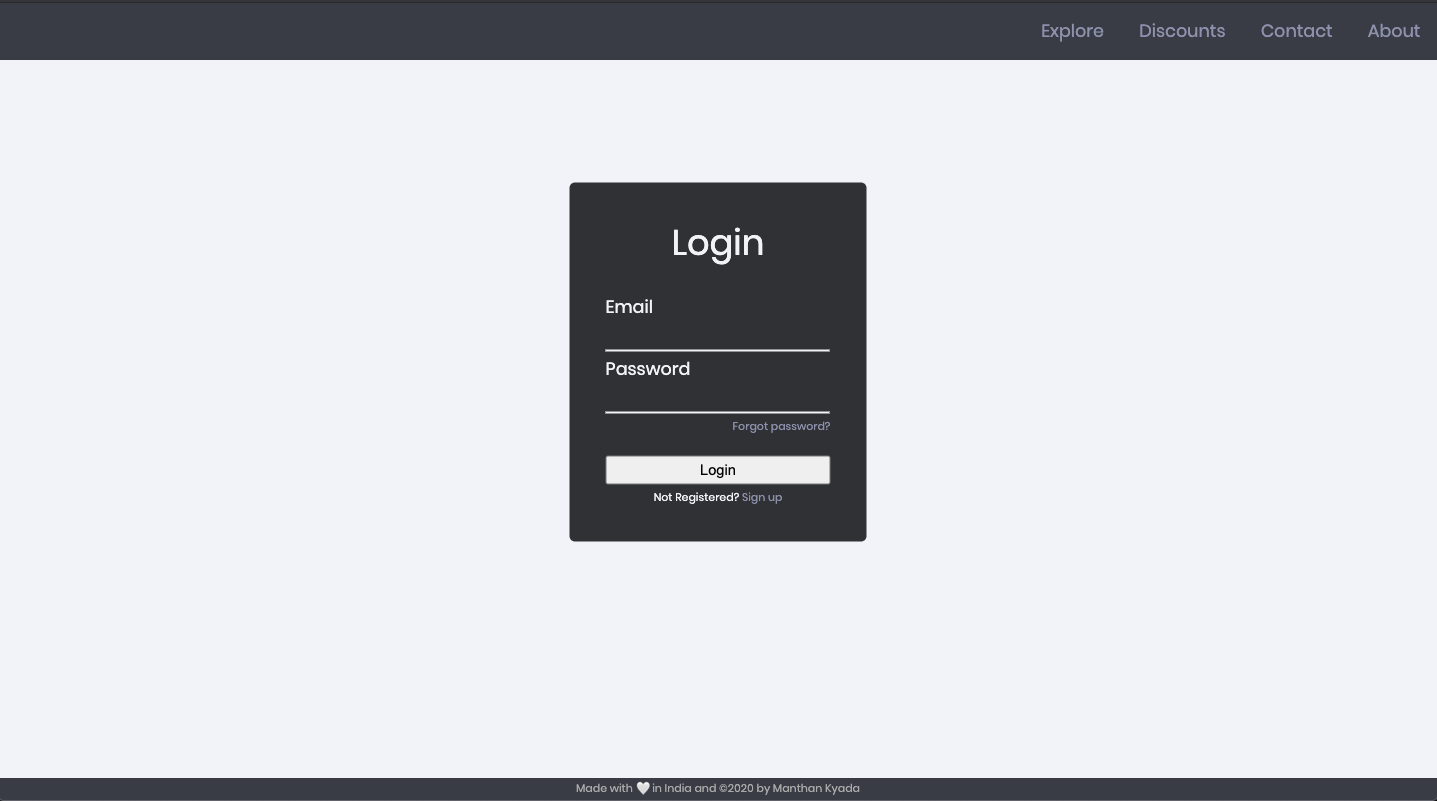 Explore Discounts Contact About
Login
Email
Password
Forgot password?
Login
Not Registered? Sign up
Made with 🤍 in India and ©2020 by Manthan Kyada